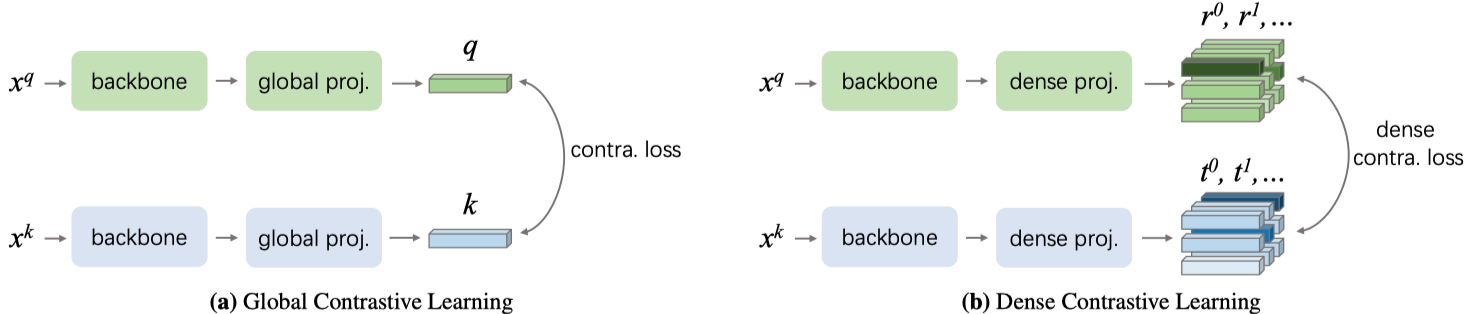 x^q
backbone
global proj.
q
contra. loss
x^k
backbone
global proj.
k
(a) Global Contrastive Learning
x^q
backbone
dense proj.
r^0, r^1,...
dense
contra. loss
x^k
backbone
dense proj.
t^0, t^1,...
(b) Dense Contrastive Learning